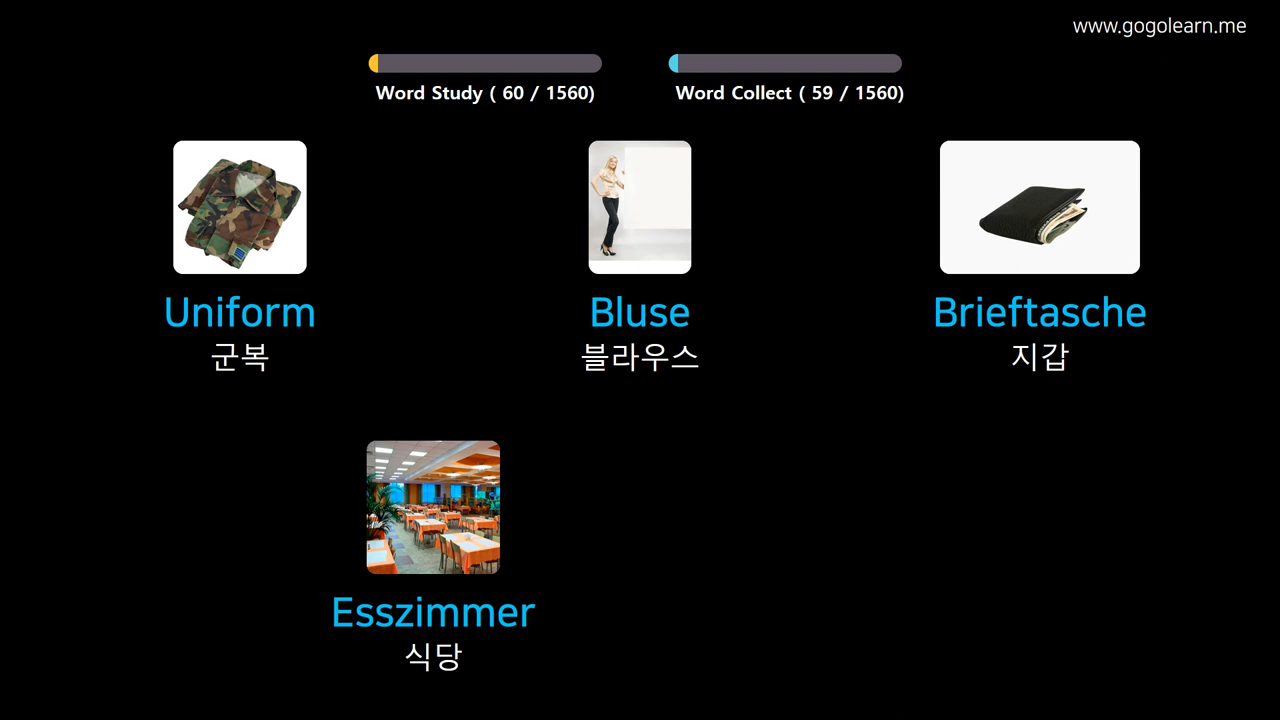 www.gogolearn.me
Word Study ( 60 / 1560)
Word Collect ( 59 / 1560)
Uniform
군복
Bluse
블라우스
Brieftasche
지갑
Esszimmer
식당